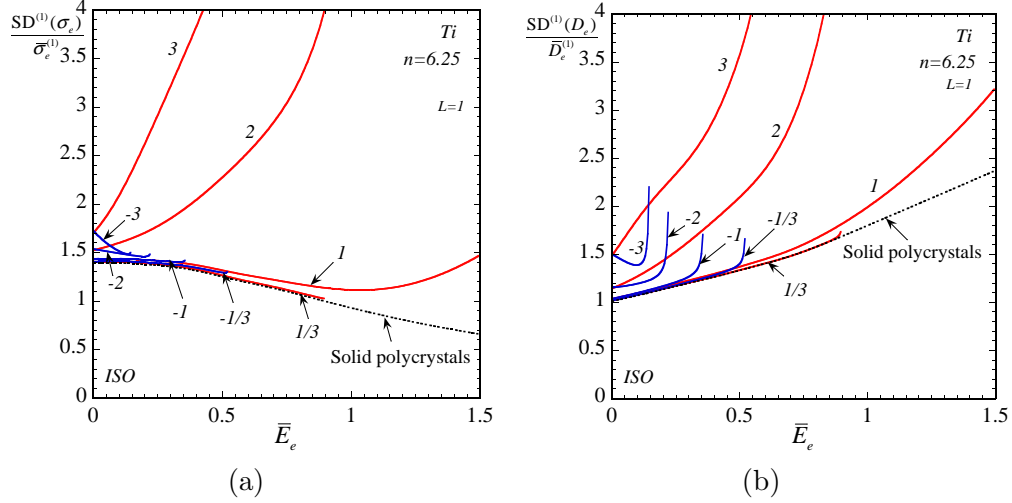 SD⁽¹⁾(σₑ)
σ̅ₑ⁽¹⁾
4
3.5
3
2.5
2
1.5
1
0.5
0
0
0.5
1
1.5
E̅ₑ
Ti
n=6.25
L=1
3
2
-3
-2
-1
-1/3
1/3
1
Solid polycrystals
ISO
(a)
SD⁽¹⁾(Dₑ)
D̅ₑ⁽¹⁾
4
3.5
3
2.5
2
1.5
1
0.5
0
0
0.5
1
1.5
E̅ₑ
Ti
n=6.25
L=1
3
2
1
-3
-2
-1
-1/3
1/3
Solid polycrystals
ISO
(b)